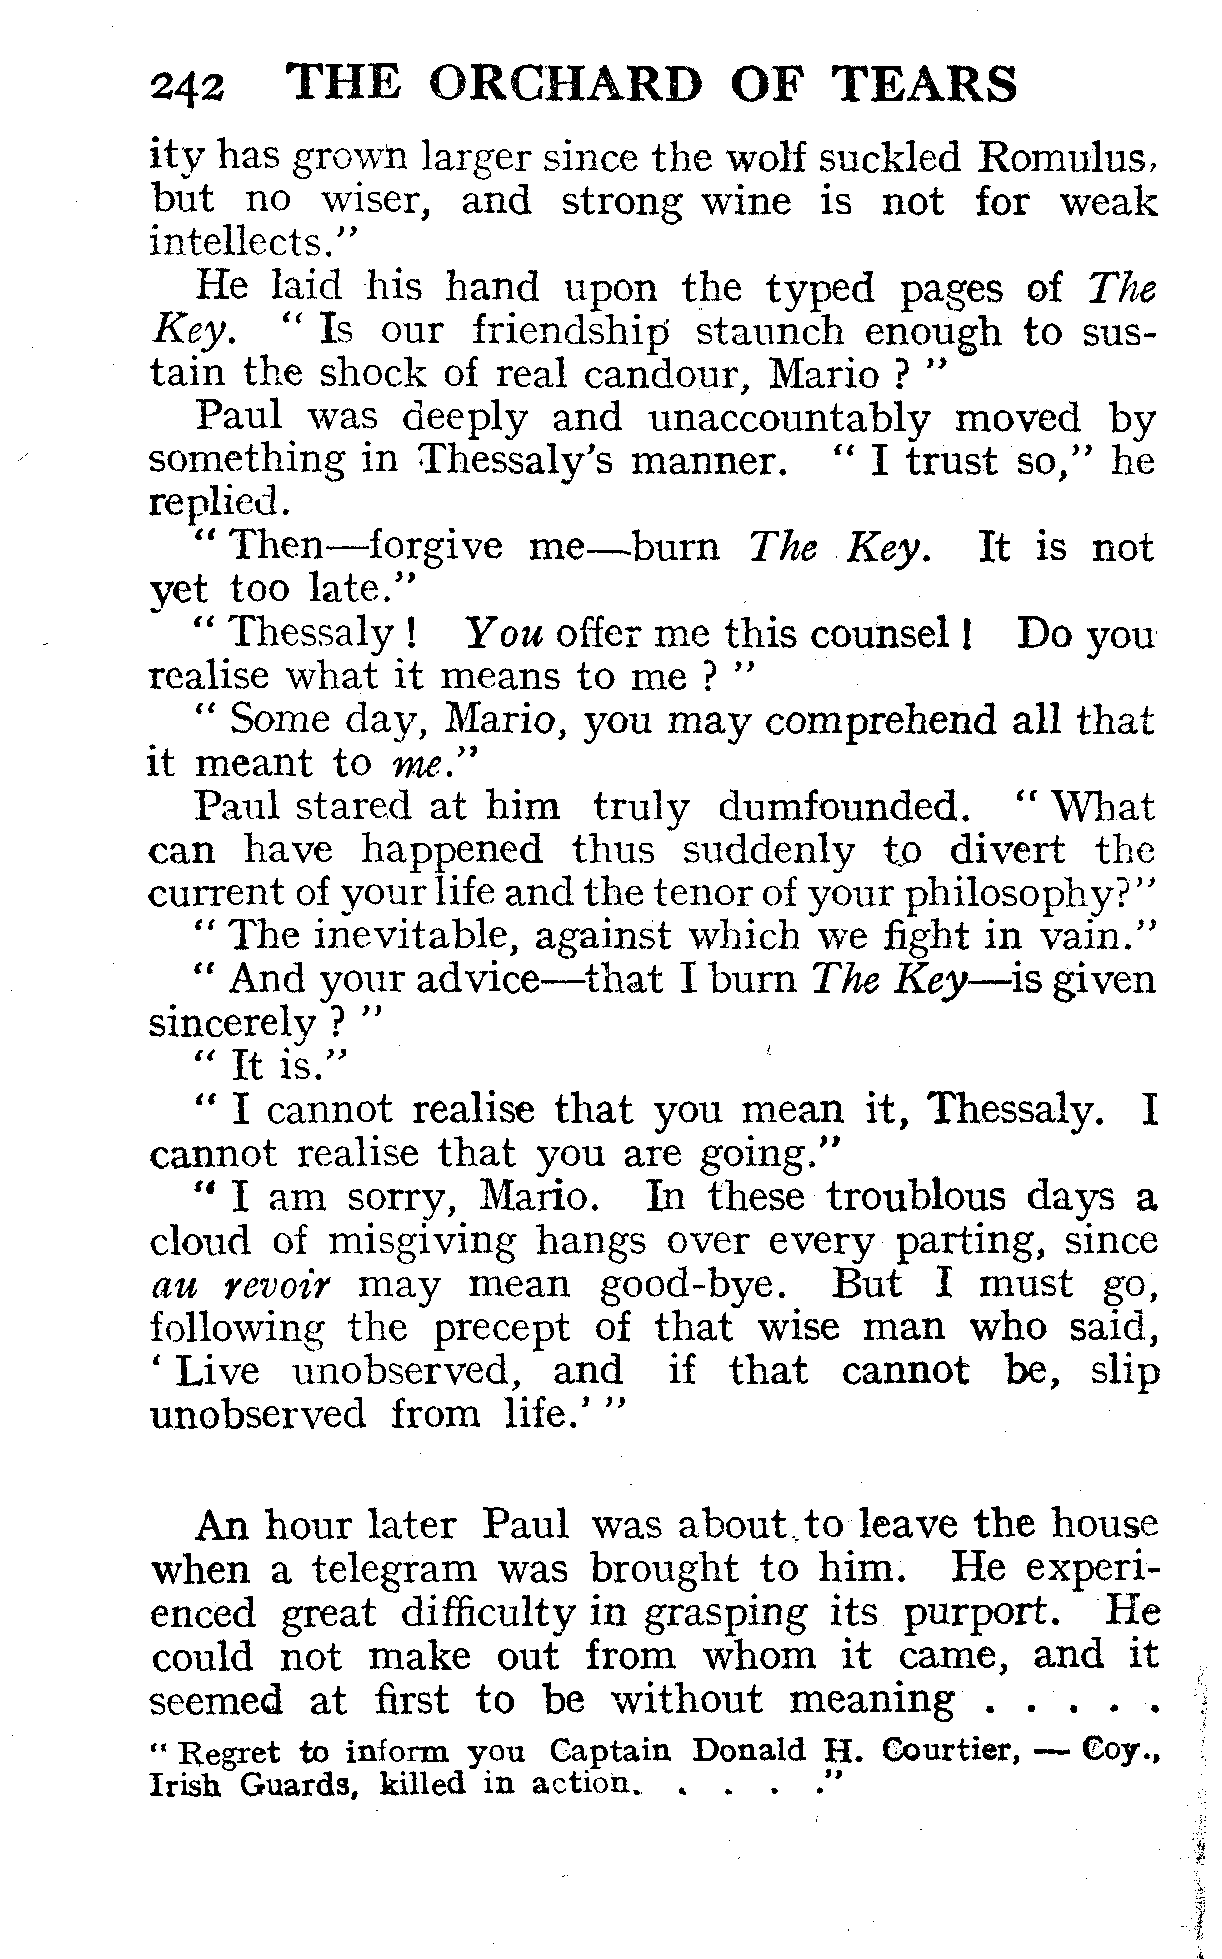 242 THE ORCHARD OF TEARS
ity has grown larger since the wolf suckled Romulus,
but no wiser, and strong wine is not for weak
intellects."
He laid his hand upon the typed pages of The
Key. " Is our friendship staunch enough to sus-
tain the shock of real candour, Mario ? "
Paul was deeply and unaccountably moved by
something in Thessaly's manner. " I trust so," he
replied.
" Then—forgive me—burn The Key. It is not
yet too late."
" Thessaly ! You offer me this counsel ! Do you
realise what it means to me ? "
" Some day, Mario, you may comprehend all that
it meant to me."
Paul stared at him truly dumfounded. " What
can have happened thus suddenly to divert the
current of your life and the tenor of your philosophy?"
" The inevitable, against which we fight in vain."
" And your advice—that I burn The Key—is given
sincerely ? "
" It is."
" I cannot realise that you mean it, Thessaly. I
cannot realise that you are going."
" I am sorry, Mario. In these troublous days a
cloud of misgiving hangs over every parting, since
au revoir may mean good-bye. But I must go,
following the precept of that wise man who said,
' Live unobserved, and if that cannot be, slip
unobserved from life.' "
An hour later Paul was about to leave the house
when a telegram was brought to him. He experi-
enced great difficulty in grasping its purport. He
could not make out from whom it came, and it
seemed at first to be without meaning . . . . .
" Regret to inform you Captain Donald H. Courtier, — Coy.,
Irish Guards, killed in action. . . . ."